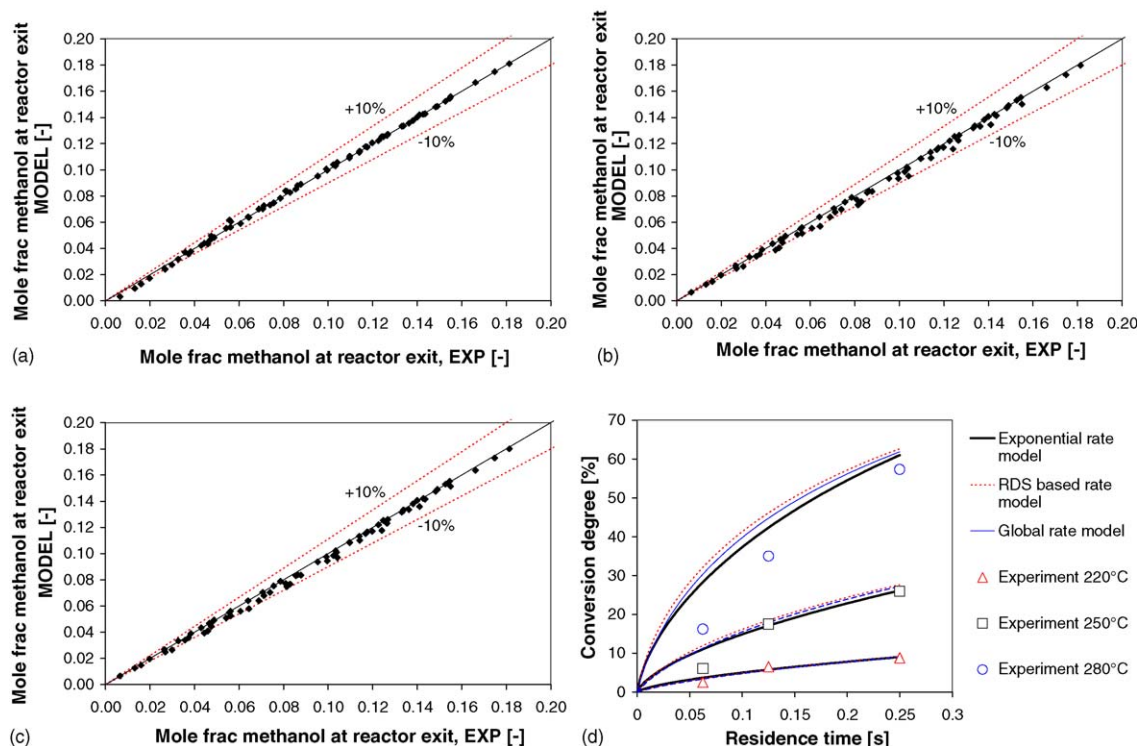 0.20
0.18
0.16
0.14
0.12
0.10
0.08
0.06
0.04
0.02
0.00
Mole frac methanol at reactor exit
MODEL [-]
+10%
-10%
0.00 0.02 0.04 0.06 0.08 0.10 0.12 0.14 0.16 0.18 0.20
(a)
Mole frac methanol at reactor exit, EXP [-]
0.20
0.18
0.16
0.14
0.12
0.10
0.08
0.06
0.04
0.02
0.00
Mole frac methanol at reactor exit
MODEL [-]
+10%
-10%
0.00 0.02 0.04 0.06 0.08 0.10 0.12 0.14 0.16 0.18 0.20
(b)
Mole frac methanol at reactor exit, EXP [-]
0.20
0.18
0.16
0.14
0.12
0.10
0.08
0.06
0.04
0.02
0.00
Mole frac methanol at reactor exit
MODEL [-]
+10%
-10%
0.00 0.02 0.04 0.06 0.08 0.10 0.12 0.14 0.16 0.18 0.20
(c)
Mole frac methanol at reactor exit, EXP [-]
70
60
50
40
30
20
10
0
Conversion degree [%]
0 0.05 0.1 0.15 0.2 0.25 0.3
(d)
Residence time [s]
Exponential rate
model
RDS based rate
model
Global rate model
Experiment 220°C
Experiment 250°C
Experiment 280°C